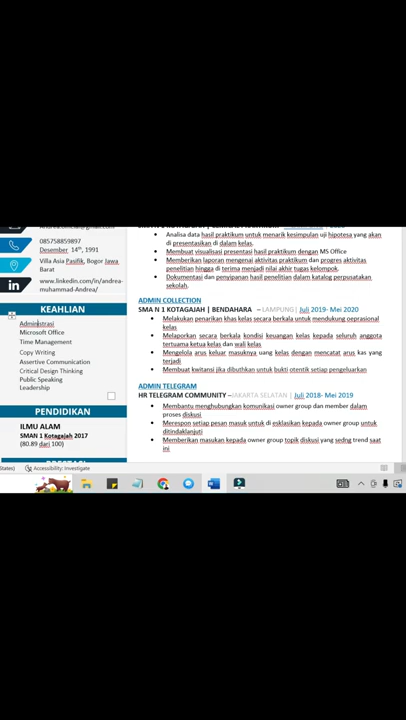 085758859897
Desember 14th, 1991
Villa Asia Pasifik, Bogor Jawa
Barat
www.linkedin.com/in/andrea-
muhammad-Andrea/
KEAHLIAN
Administrasi
Microsoft Office
Time Management
Copy Writing
Assertive Communication
Critical Design Thinking
Public Speaking
Leadership
PENDIDIKAN
ILMU ALAM
SMAN 1 Kotagajah 2017
(80.89 dari 100)
Analisa data hasil praktikum untuk menarik kesimpulan uji hipotesa yang akan
di presentasikan di dalam kelas.
Membuat visualisasi presentasi hasil praktikum dengan MS Office
Memberikan laporan mengenai aktivitas praktikum dan progres aktivitas
penelitian hingga di terima menjadi nilai akhir tugas kelompok.
Dokumentasi dan penyipanan hasil penelitian dalam katalog perpusatakan
sekolah.
ADMIN COLLECTION
SMA N 1 KOTAGAJAH | BENDAHARA – LAMPUNG| Juli 2019- Mei 2020
Melakukan penarikan khas kelas secara berkala untuk mendukung oeprasional
kelas
Melaporkan secara berkala kondisi keuangan kelas kepada seluruh anggota
tertuama ketua kelas dan wali kelas
Mengelola arus keluar masuknya uang kelas dengan mencatat arus kas yang
terjadi
Membuat kwitansi jika dibuthkan untuk bukti otentik setiap pengeluarkan
ADMIN TELEGRAM
HR TELEGRAM COMMUNITY –JAKARTA SELATAN | Juli 2018- Mei 2019
Membantu menghubungkan komunikasi owner group dan member dalam
proses diskusi
Merespon setiap pesan masuk untuk di esklasikan kepada owner group untuk
ditindaklanjuti
Memberikan masukan kepada owner group topik diskusi yang sedng trend saat
ini
States)
Accessibility: Investigate